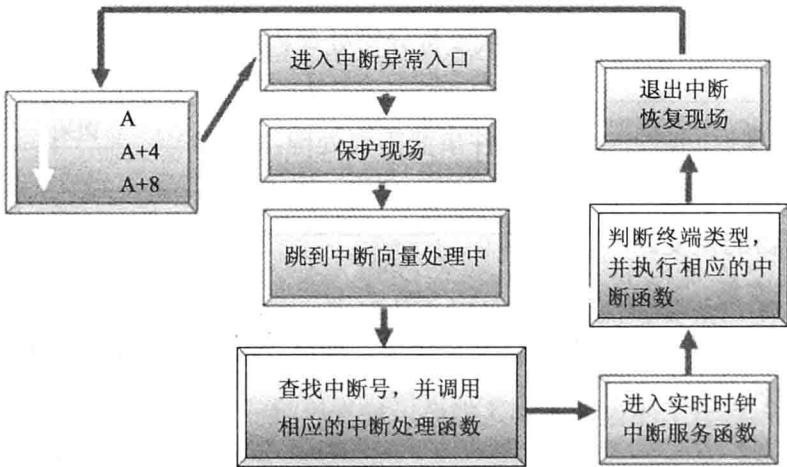 A
A+4
A+8
进入中断异常入口
保护现场
跳到中断向量处理中
查找中断号，并调用
相应的中断处理函数
进入实时时钟
中断服务函数
判断终端类型，
并执行相应的中
断函数
退出中断
恢复现场